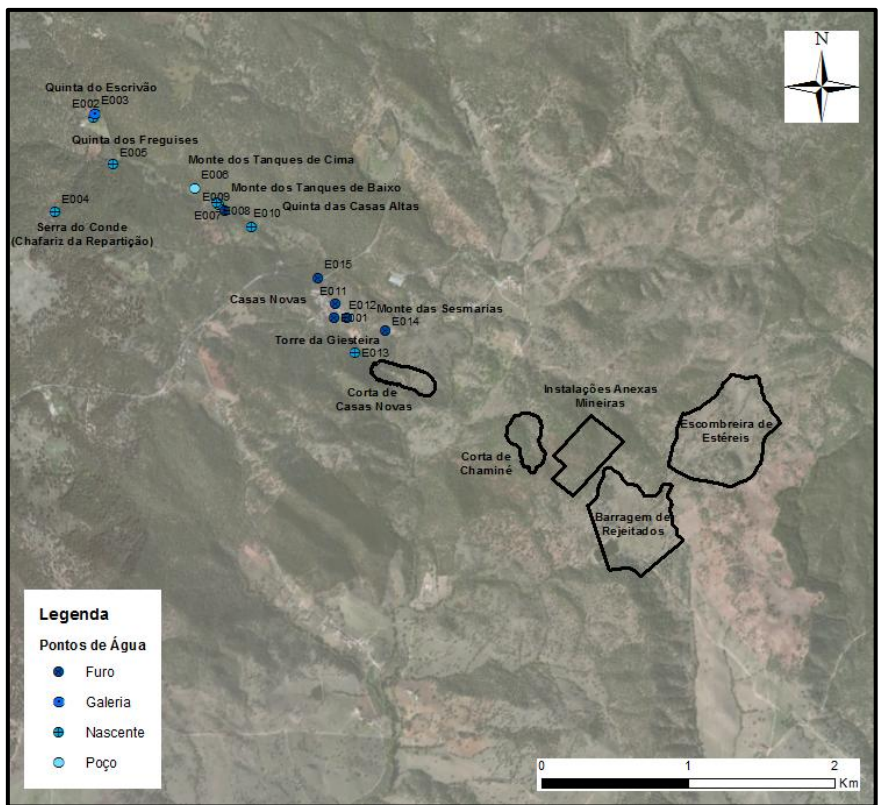 N
Quinta do Escrivão
E002 E003
Quinta dos Freguises
E005
Monte dos Tanques de Cima
E006
Monte dos Tanques de Baixo
E009
E004
E007 E008
Quinta das Casas Altas
E010
Serra do Conde
(Chafariz da Repartição)
E015
Casas Novas
E011
E012
Monte das Sesmarias
E001
E014
Torre da Giesteira
E013
Corta de
Casas Novas
Instalações Anexas
Mineiras
Escombreira de
Estéreis
Corta de
Chaminé
Barragem de
Rejeitados
Legenda
Pontos de Água
Furo
Galeria
Nascente
Poço
0 1 2
Km